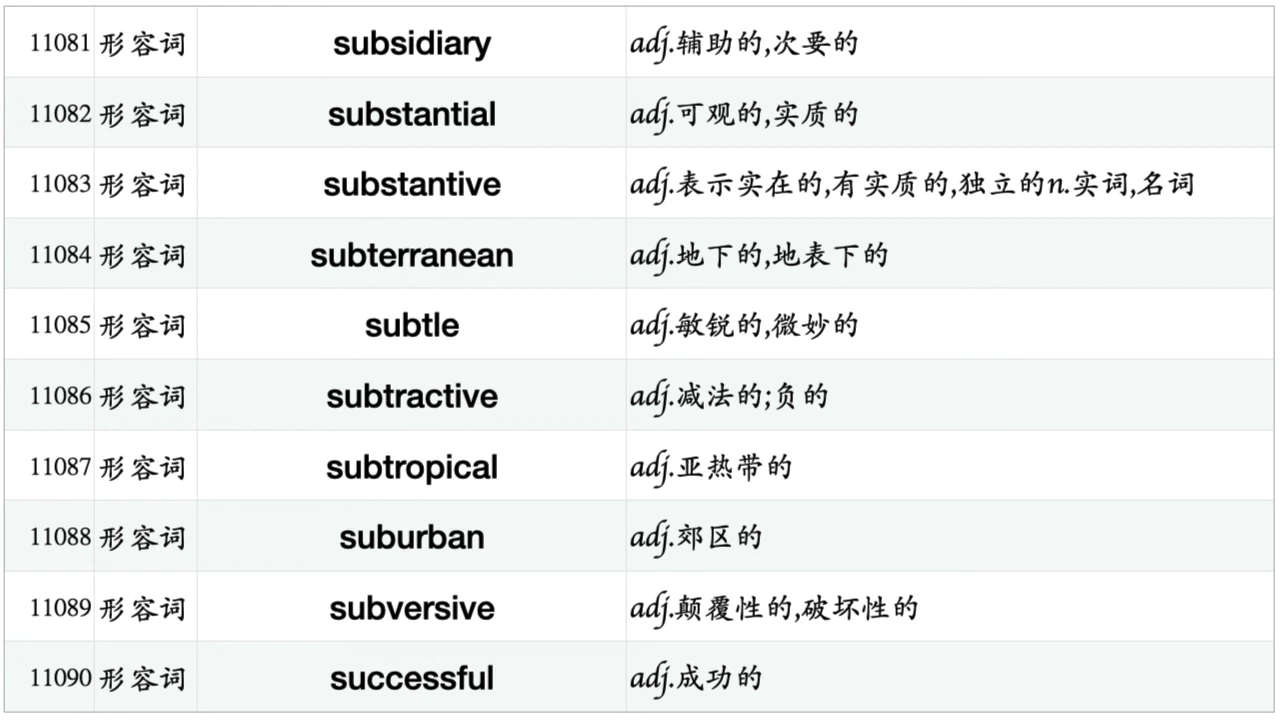 11081 形容词 subsidiary adj.辅助的,次要的
11082 形容词 substantial adj.可观的,实质的
11083 形容词 substantive adj.表示实在的,有实质的,独立的n.实词,名词
11084 形容词 subterranean adj.地下的,地表下的
11085 形容词 subtle adj.敏锐的,微妙的
11086 形容词 subtractive adj.减法的;负的
11087 形容词 subtropical adj.亚热带的
11088 形容词 suburban adj.郊区的
11089 形容词 subversive adj.颠覆性的,破坏性的
11090 形容词 successful adj.成功的